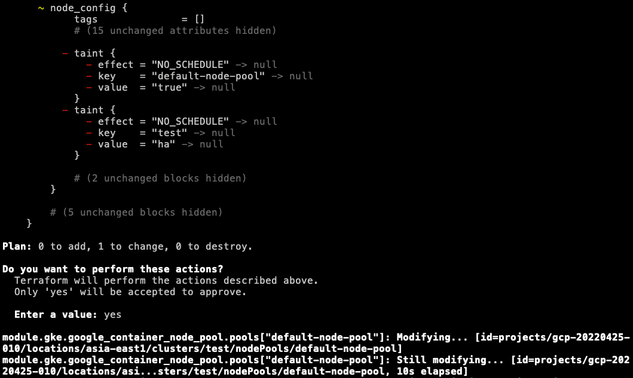 ~ node_config {
tags = []
# (15 unchanged attributes hidden)
- taint {
- effect = "NO_SCHEDULE" -> null
- key = "default-node-pool" -> null
- value = "true" -> null
}
- taint {
- effect = "NO_SCHEDULE" -> null
- key = "test" -> null
- value = "ha" -> null
}
# (2 unchanged blocks hidden)
}
# (5 unchanged blocks hidden)
}
Plan: 0 to add, 1 to change, 0 to destroy.
Do you want to perform these actions?
Terraform will perform the actions described above.
Only 'yes' will be accepted to approve.
Enter a value: yes
module.gke.google_container_node_pool.pools["default-node-pool"]: Modifying... [id=projects/gcp-20220425-
010/locations/asia-east1/clusters/test/nodePools/default-node-pool]
module.gke.google_container_node_pool.pools["default-node-pool"]: Still modifying... [id=projects/gcp-202
20425-010/locations/asi...sters/test/nodePools/default-node-pool, 10s elapsed]